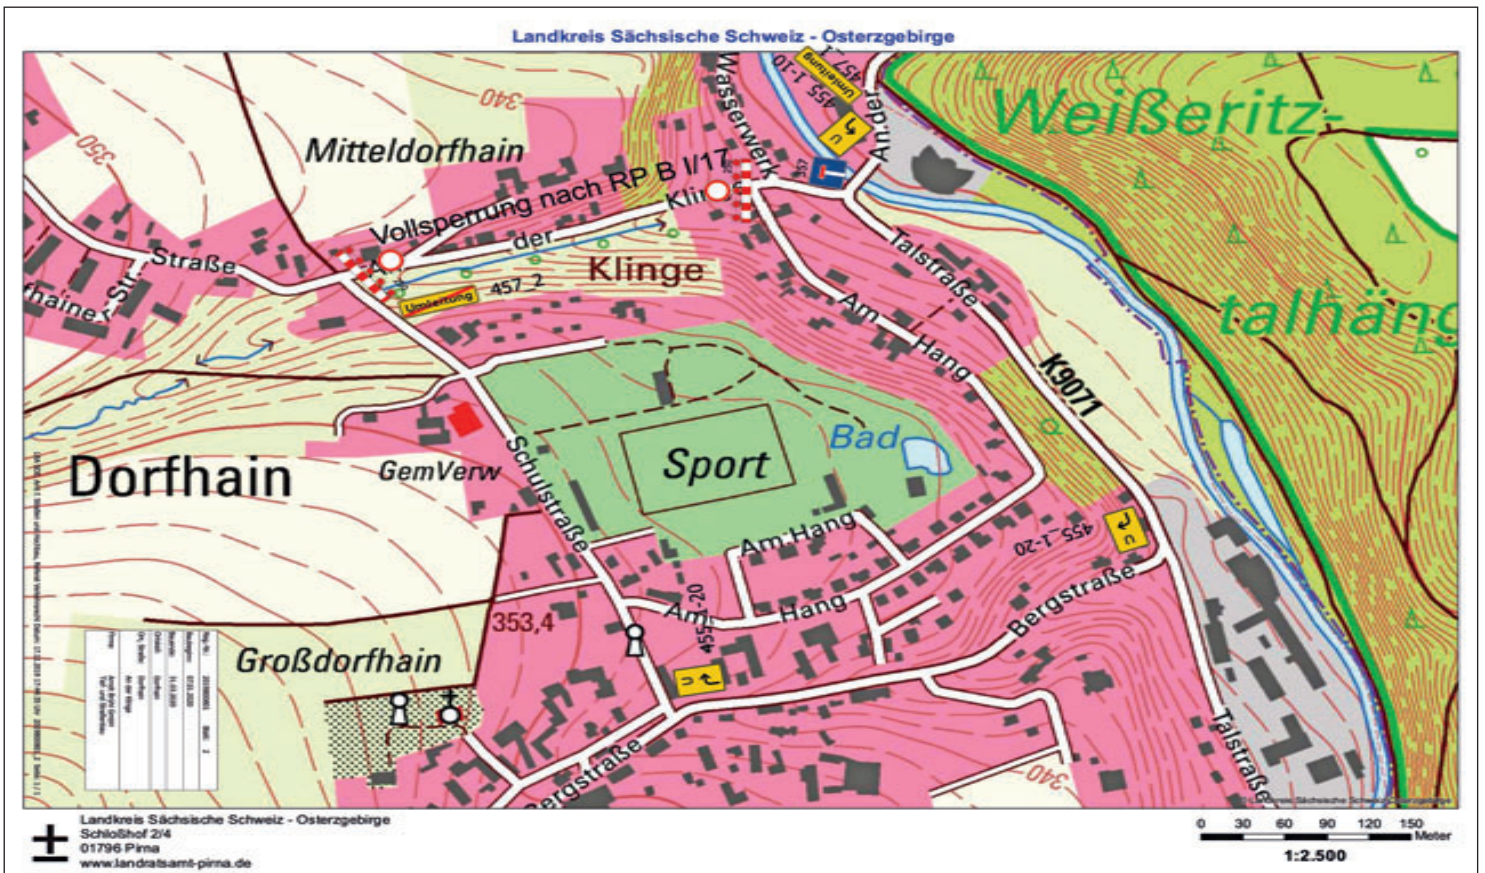 Landkreis Sächsische Schweiz - Osterzgebirge
Weißeritz-
talhäng
Mitteldorfhain
340
350
Vollsperrung nach RP B I/17
Wasserwerk
Umleitung
457_1
455_1-10
An der
357
Klinge
der
Straße
Str.
fhainer
Umleitung
457_2
Klinge
Talstraße
Am
Hang
K9071
Bad
Sport
Dorfhain
GemVerw
Schulstraße
Am Hang
455_1-20
U
Bergstraße
Am
Hang
455_1-20
U
353,4
Großdorfhain
Bergstraße
340
Talstraße
Landkreis Sächsische Schweiz - Osterzgebirge
Schloßhof 2/4
01796 Pirna
www.landratsamt-pirna.de
0 30 60 90 120 150
Meter
1:2.500